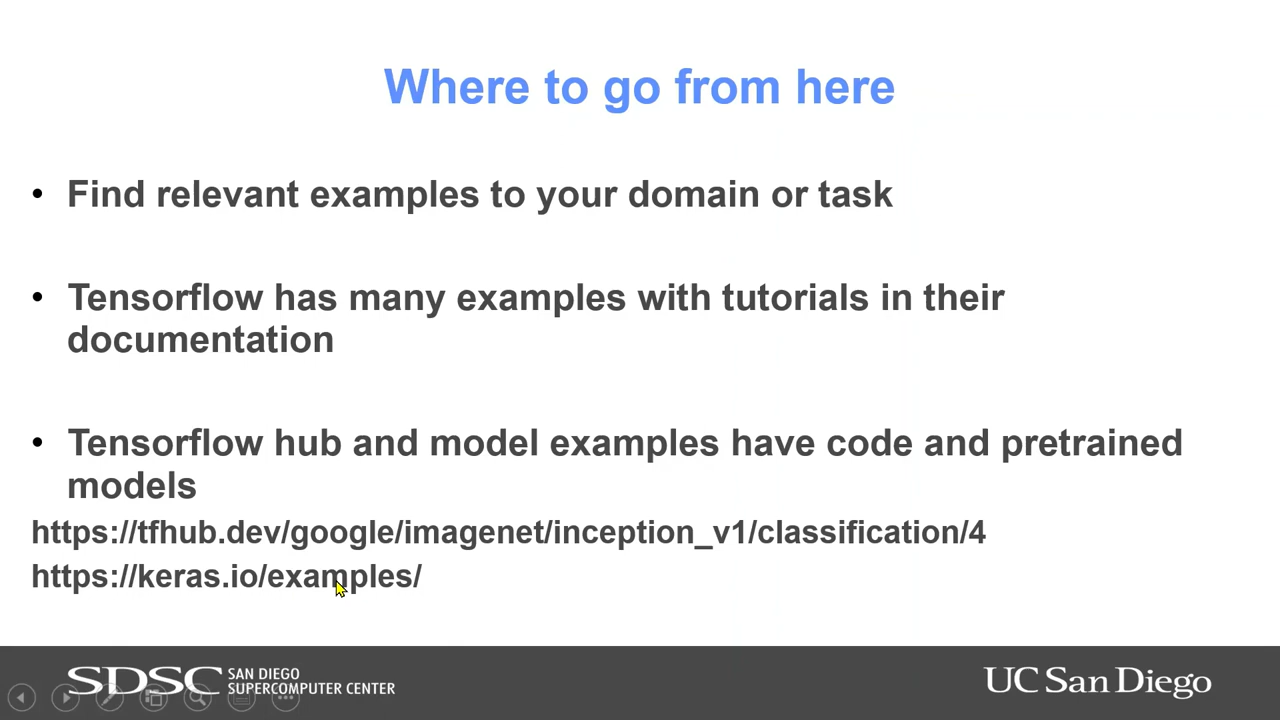 Where to go from here
• Find relevant examples to your domain or task
• Tensorflow has many examples with tutorials in their
documentation
• Tensorflow hub and model examples have code and pretrained
models
https://tfhub.dev/google/imagenet/inception_v1/classification/4
https://keras.io/examples/
SDSC SAN DIEGO
SUPERCOMPUTER CENTER
UC San Diego